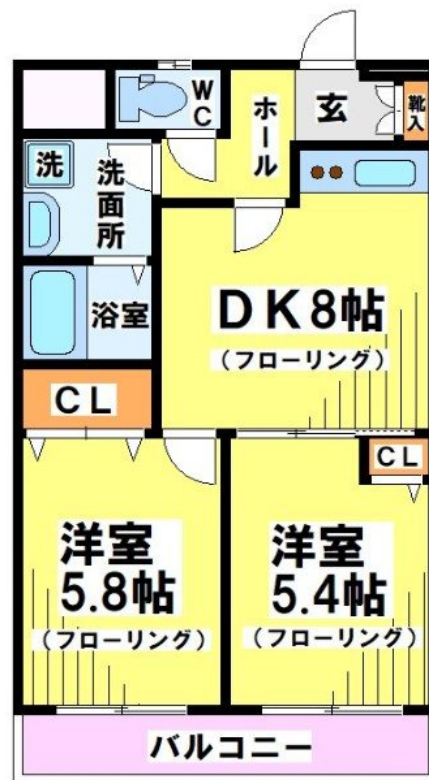 WC
ホール
玄
靴入
洗
洗面所
浴室
DK8帖
(フローリング)
CL
CL
洋室
5.8帖
(フローリング)
洋室
5.4帖
(フローリング)
バルコニー